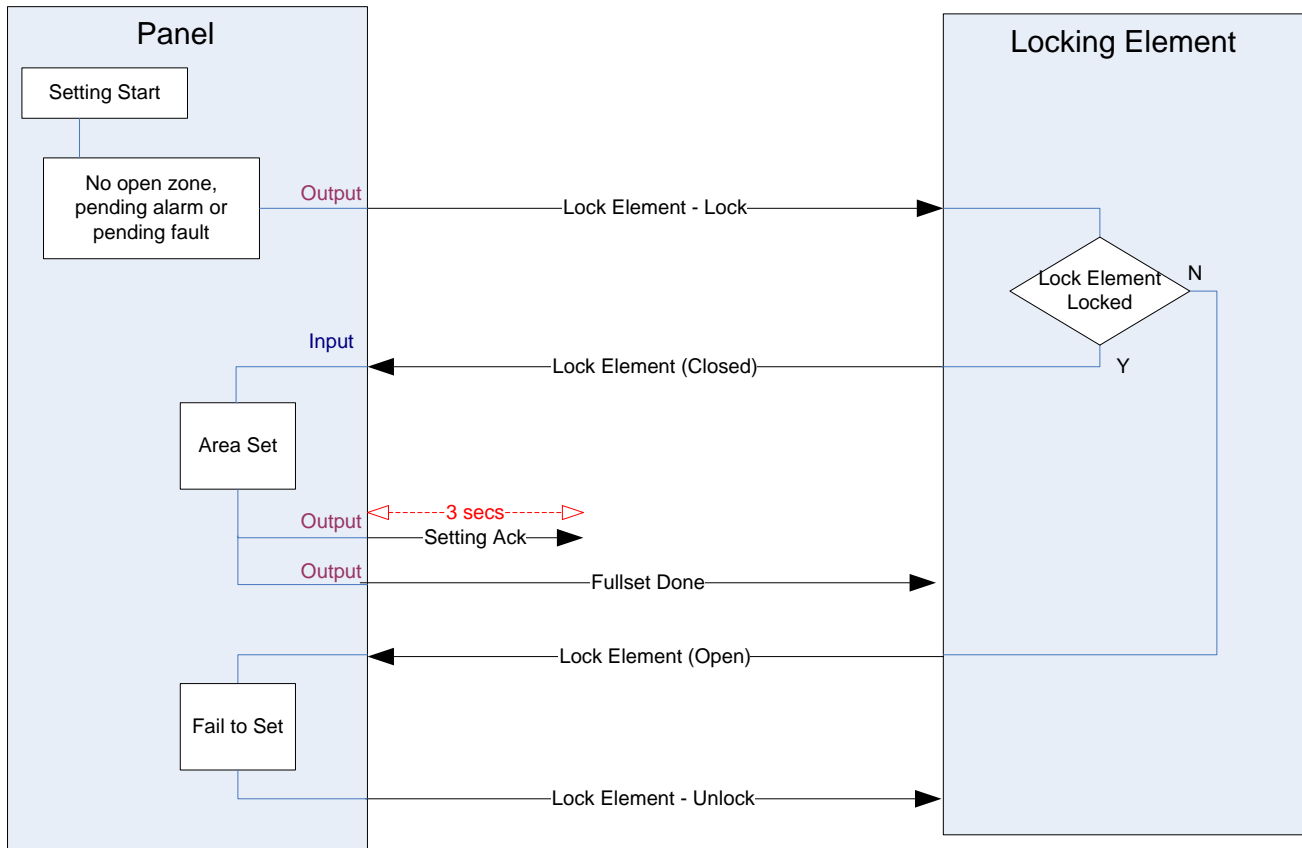 Panel
Locking Element
Setting Start
No open zone,
pending alarm or
pending fault
Output
Lock Element - Lock
Lock Element
Locked
N
Y
Input
Lock Element (Closed)
Area Set
3 secs
Output
Setting Ack
Output
Fullset Done
Lock Element (Open)
Fail to Set
Lock Element - Unlock